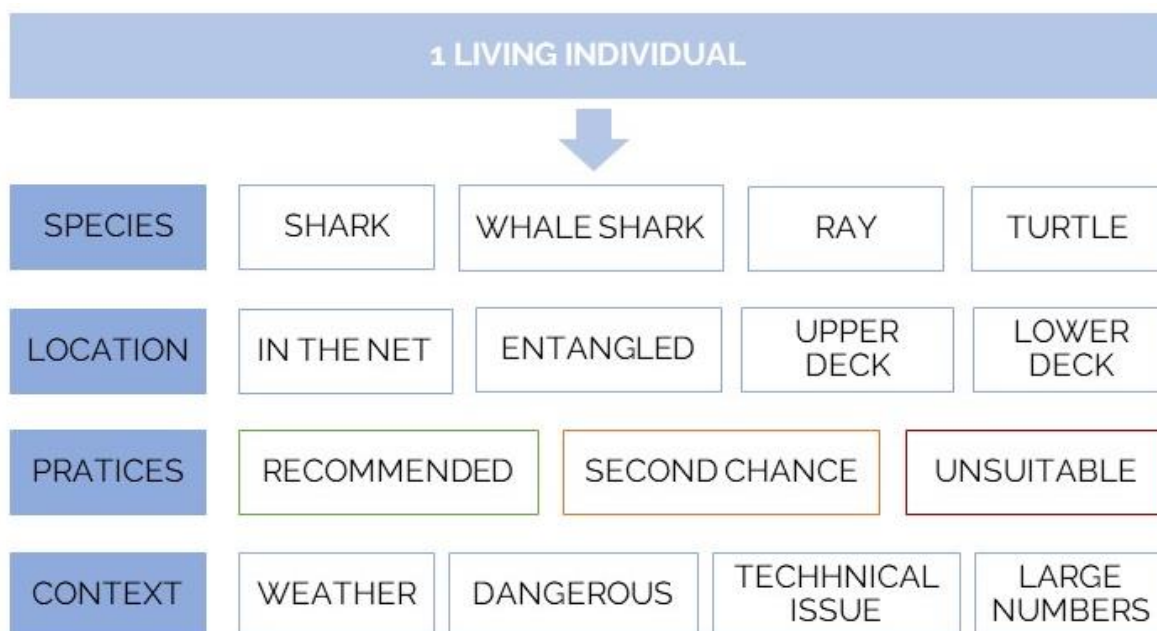 1 LIVING INDIVIDUAL
SPECIES SHARK WHALE SHARK RAY TURTLE
LOCATION IN THE NET ENTANGLED UPPER DECK LOWER DECK
PRATICES RECOMMENDED SECOND CHANCE UNSUITABLE
CONTEXT WEATHER DANGEROUS TECHHNICAL ISSUE LARGE NUMBERS